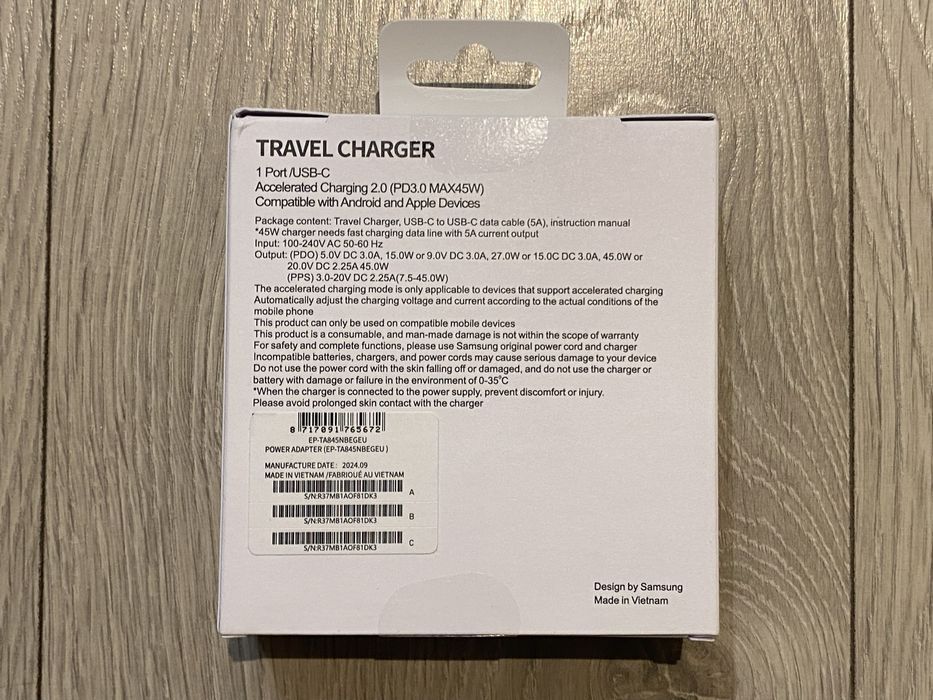 TRAVEL CHARGER
1 Port /USB-C
Accelerated Charging 2.0 (PD3.0 MAX45W)
Compatible with Android and Apple Devices
Package content: Travel Charger, USB-C to USB-C data cable (5A), instruction manual
*45W charger needs fast charging data line with 5A current output
Input: 100-240V AC 50-60 Hz
Output: (PDO) 5.0V DC 3.0A, 15.0W or 9.0V DC 3.0A, 27.0W or 15.0C DC 3.0A, 45.0W or
20.0V DC 2.25A 45.0W
(PPS) 3.0-20V DC 2.25A(7.5-45.0W)
The accelerated charging mode is only applicable to devices that support accelerated charging
Automatically adjust the charging voltage and current according to the actual conditions of the
mobile phone
This product can only be used on compatible mobile devices
This product is a consumable, and man-made damage is not within the scope of warranty
For safety and complete functions, please use Samsung original power cord and charger
Incompatible batteries, chargers, and power cords may cause serious damage to your device
Do not use the power cord with the skin falling off or damaged, and do not use the charger or
battery with damage or failure in the environment of 0-35°C
*When the charger is connected to the power supply, prevent discomfort or injury.
Please avoid prolonged skin contact with the charger
8 717091 765672
EP-TA845NBEGEU
POWER ADAPTER (EP-TA845NBEGEU )
MANUFACTURE DATE : 2024.09
MADE IN VIETNAM /FABRIQUÉ AU VIETNAM
A
S/N:R37MB1AOF81DK3
B
S/N:R37MB1AOF81DK3
C
S/N:R37MB1AOF81DK3
Design by Samsung
Made in Vietnam